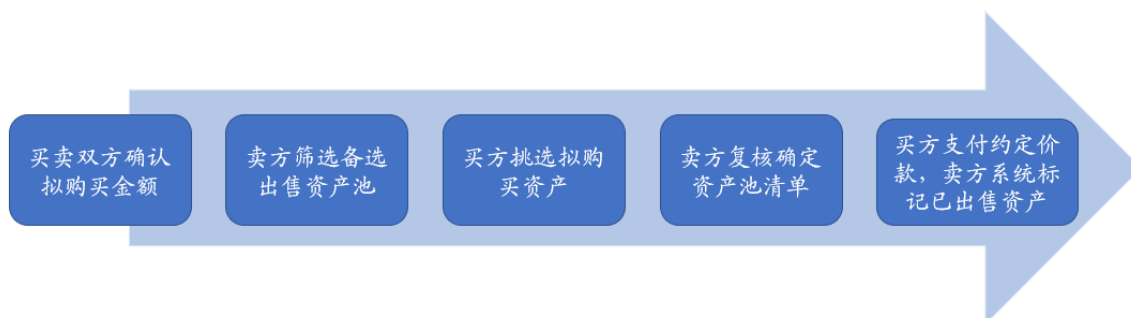 买卖双方确认
拟购买金额
卖方筛选备选
出售资产池
买方挑选拟购
买资产
卖方复核确定
资产池清单
买方支付约定价
款，卖方系统标
记已出售资产